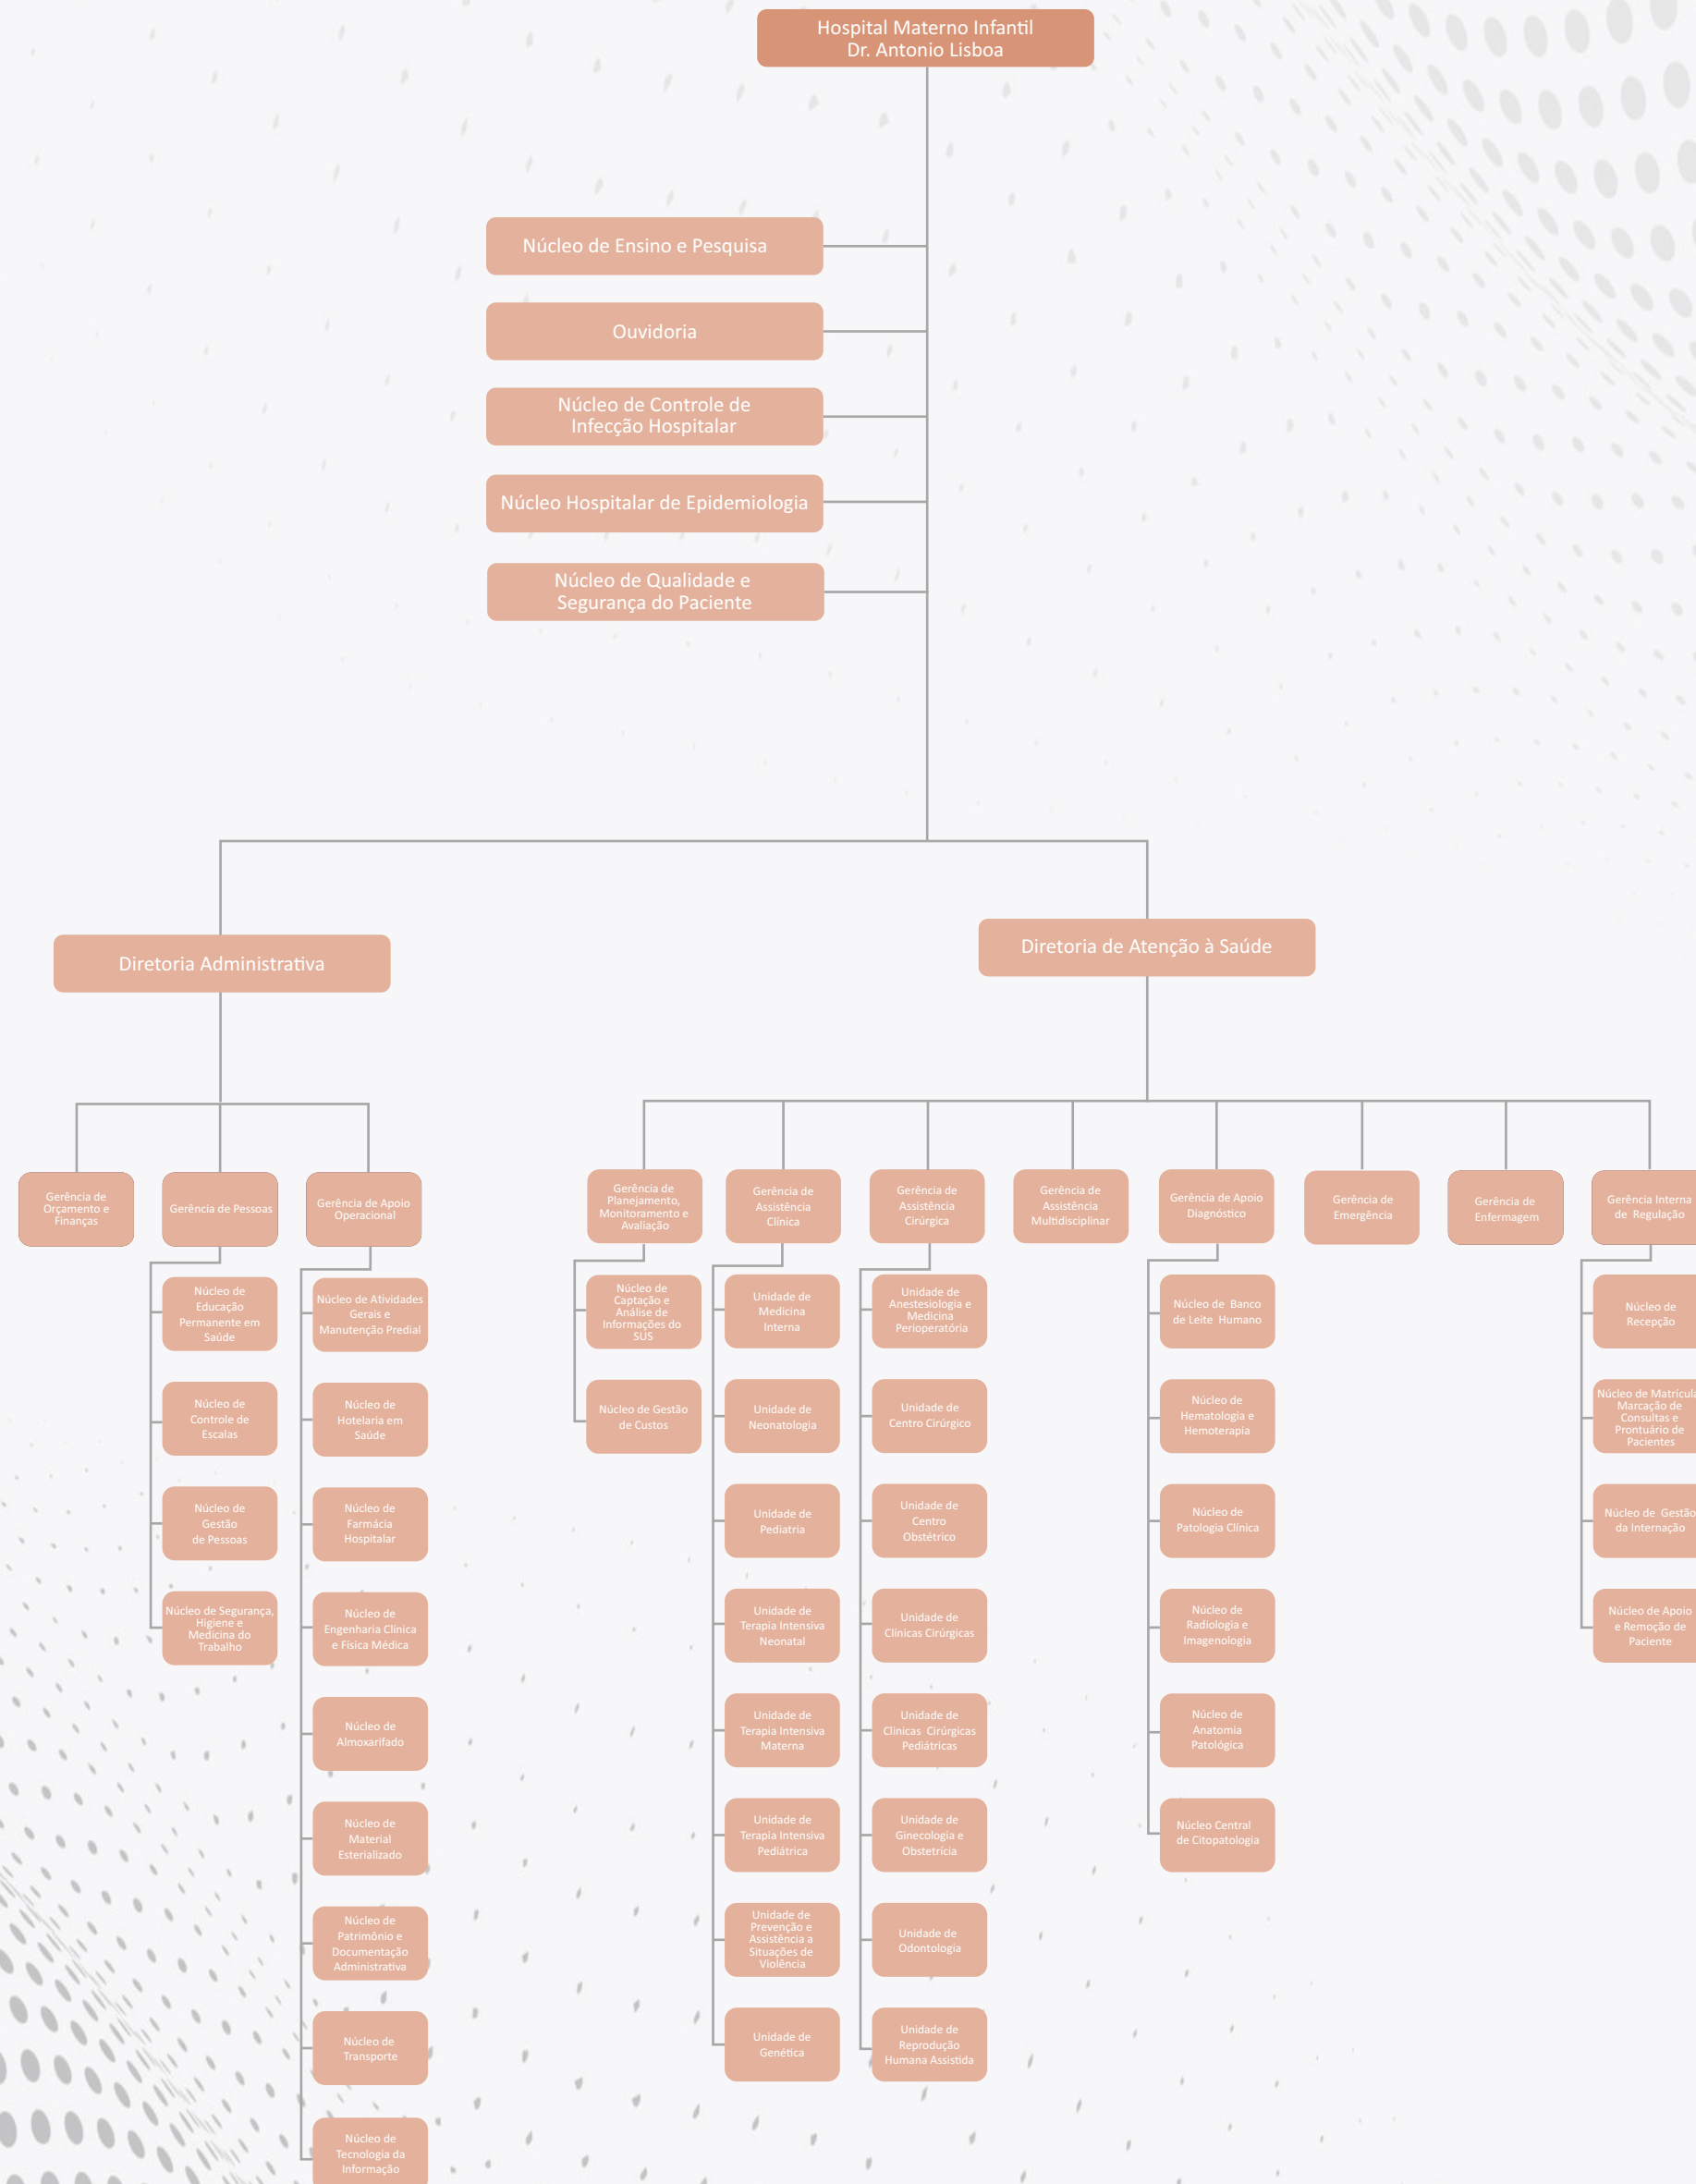 Hospital Materno Infantil
Dr. Antonio Lisboa
Núcleo de Ensino e Pesquisa
Ouvidoria
Núcleo de Controle de
Infecção Hospitalar
Núcleo Hospitalar de Epidemiologia
Núcleo de Qualidade e
Segurança do Paciente
Diretoria Administrativa
Diretoria de Atenção à Saúde
Gerência de
Orçamento e
Finanças
Gerência de Pessoas
Gerência de Apoio
Operacional
Gerência de
Planejamento,
Monitoramento e
Avaliação
Gerência de
Assistência
Clínica
Gerência de
Assistência
Cirúrgica
Gerência de
Assistência
Multidisciplinar
Gerência de Apoio
Diagnóstico
Gerência de
Emergência
Gerência de
Enfermagem
Gerência Interna
de Regulação
Núcleo de
Educação
Permanente em
Saúde
Núcleo de
Controle de
Escalas
Núcleo de
Gestão
de Pessoas
Núcleo de Segurança,
Higiene e
Medicina do
Trabalho
Núcleo de Atividades
Gerais e
Manutenção Predial
Núcleo de
Hotelaria em
Saúde
Núcleo de
Farmácia
Hospitalar
Núcleo de
Engenharia Clínica
e Física Médica
Núcleo de
Almoxarifado
Núcleo de
Material
Esterializado
Núcleo de
Patrimônio e
Documentação
Administrativa
Núcleo de
Transporte
Núcleo de
Tecnologia da
Informação
Núcleo de
Captação e
Análise de
Informações do
SUS
Núcleo de Gestão
de Custos
Unidade de
Medicina
Interna
Unidade de
Neonatologia
Unidade de
Pediatria
Unidade de
Terapia Intensiva
Neonatal
Unidade de
Terapia Intensiva
Materna
Unidade de
Terapia Intensiva
Pediátrica
Unidade de
Prevenção e
Assistência a
Situações de
Violência
Unidade de
Genética
Unidade de
Anestesiologia e
Medicina
Perioperatória
Unidade de
Centro Cirúrgico
Unidade de
Centro
Obstétrico
Unidade de
Clínicas Cirúrgicas
Unidade de
Clinicas Cirúrgicas
Pediátricas
Unidade de
Ginecologia e
Obstetrícia
Unidade de
Odontologia
Unidade de
Reprodução
Humana Assistida
Núcleo de Banco
de Leite Humano
Núcleo de
Hematologia e
Hemoterapia
Núcleo de
Patologia Clínica
Núcleo de
Radiologia e
Imagenologia
Núcleo de
Anatomia
Patológica
Núcleo Central
de Citopatologia
Núcleo de
Recepção
Núcleo de Matrícula
Marcação de
Consultas e
Prontuário de
Pacientes
Núcleo de Gestão
da Internação
Núcleo de Apoio
e Remoção de
Paciente